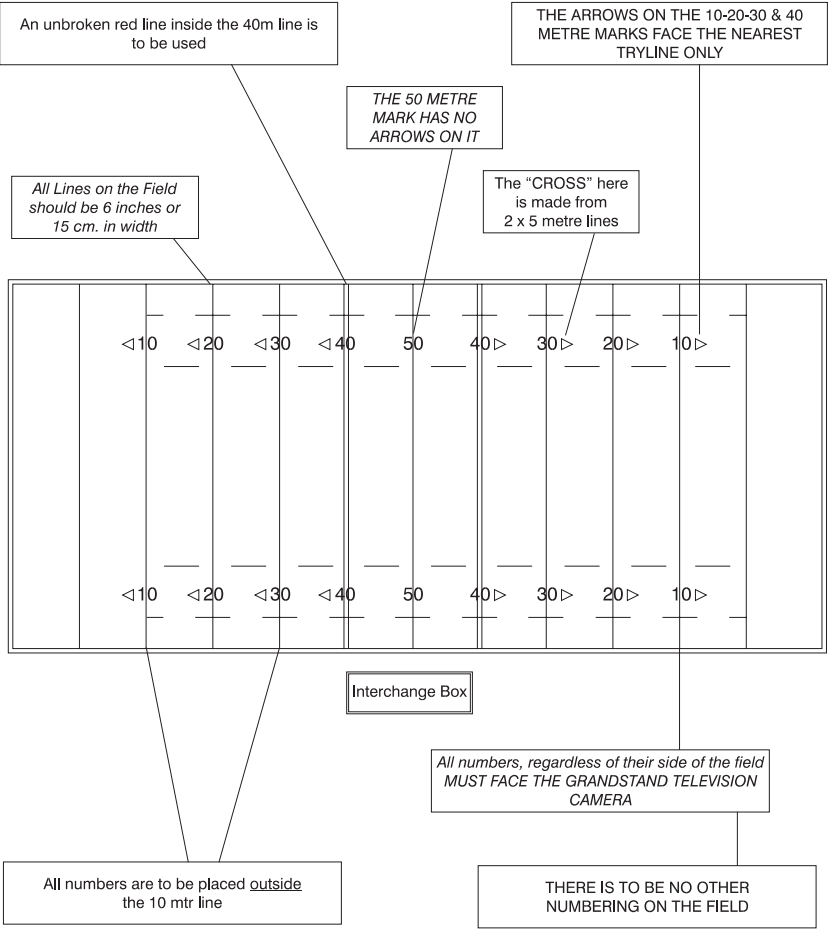 An unbroken red line inside the 40m line is
to be used
THE ARROWS ON THE 10-20-30 & 40
METRE MARKS FACE THE NEAREST
TRYLINE ONLY
THE 50 METRE
MARK HAS NO
ARROWS ON IT
All Lines on the Field
should be 6 inches or
15 cm. in width
The “CROSS” here
is made from
2 x 5 metre lines
10 20 30 40 50 40 30 20 10
10 20 30 40 50 40 30 20 10
Interchange Box
All numbers, regardless of their side of the field
MUST FACE THE GRANDSTAND TELEVISION
CAMERA
All numbers are to be placed outside
the 10 mtr line
THERE IS TO BE NO OTHER
NUMBERING ON THE FIELD